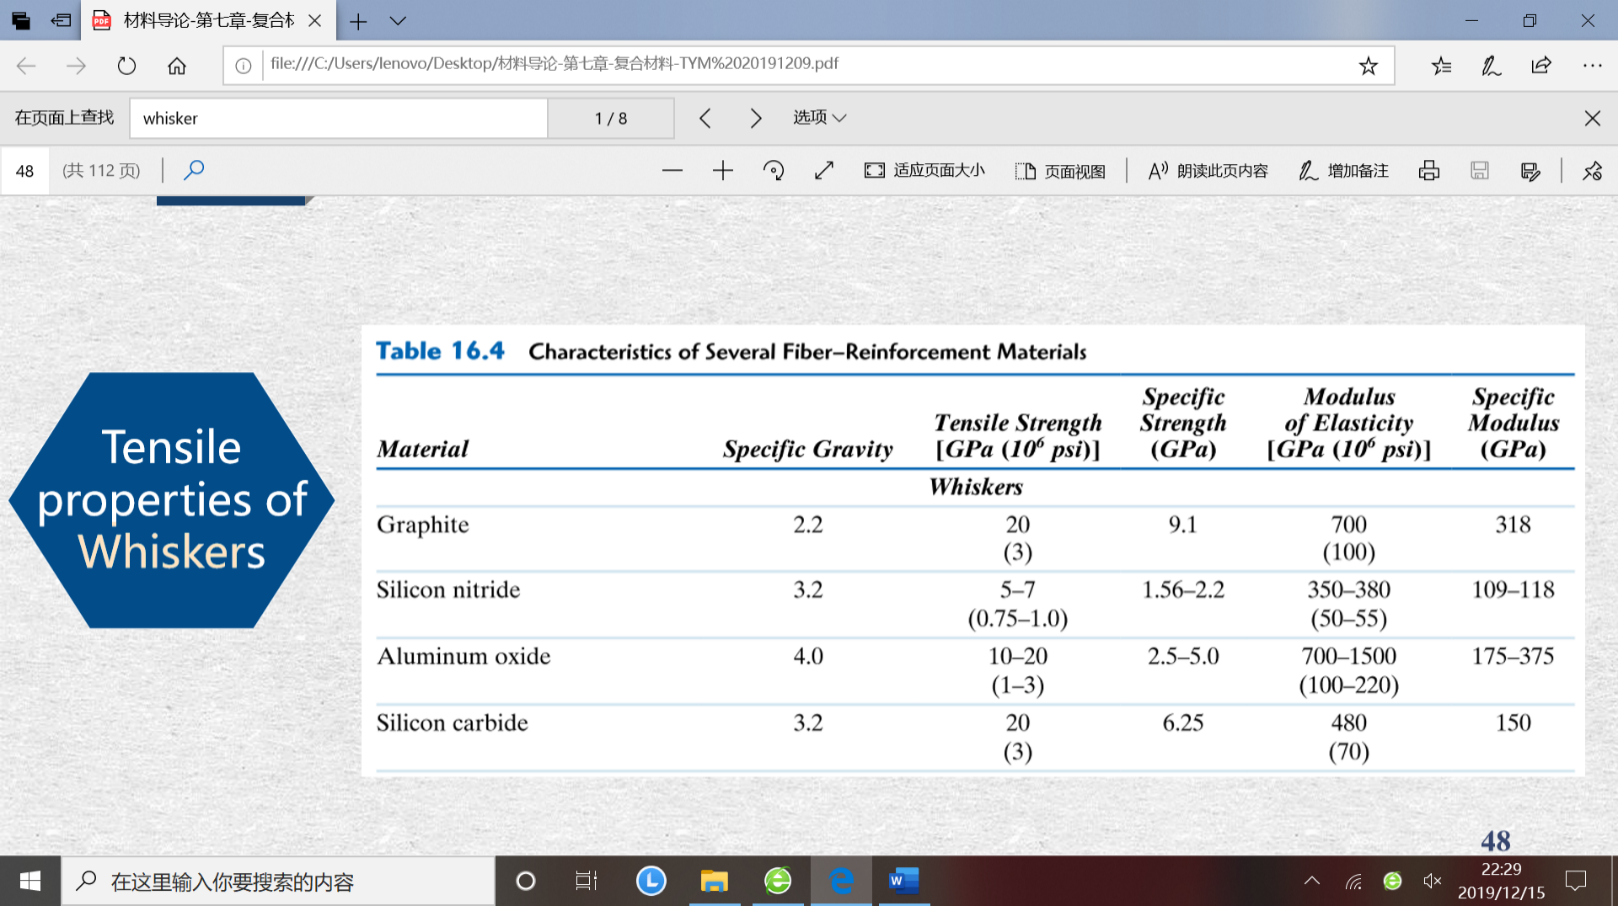 材料导论-第七章-复合材
file:///C:/Users/lenovo/Desktop/材料导论-第七章-复合材料-TYM%2020191209.pdf
在页面上查找 whisker 1 / 8 选项
48 (共 112 页) 适应页面大小 页面视图 朗读此页内容 增加备注
Table 16.4 Characteristics of Several Fiber–Reinforcement Materials
Material Specific Gravity Tensile Strength [GPa (10⁶ psi)] Specific Strength (GPa) Modulus of Elasticity [GPa (10⁶ psi)] Specific Modulus (GPa)
Whiskers
Graphite 2.2 20 9.1 700 318
(3) (100)
Silicon nitride 3.2 5–7 1.56–2.2 350–380 109–118
(0.75–1.0) (50–55)
Aluminum oxide 4.0 10–20 2.5–5.0 700–1500 175–375
(1–3) (100–220)
Silicon carbide 3.2 20 6.25 480 150
(3) (70)
Tensile
properties of
Whiskers
48
在这里输入你要搜索的内容
22:29
2019/12/15